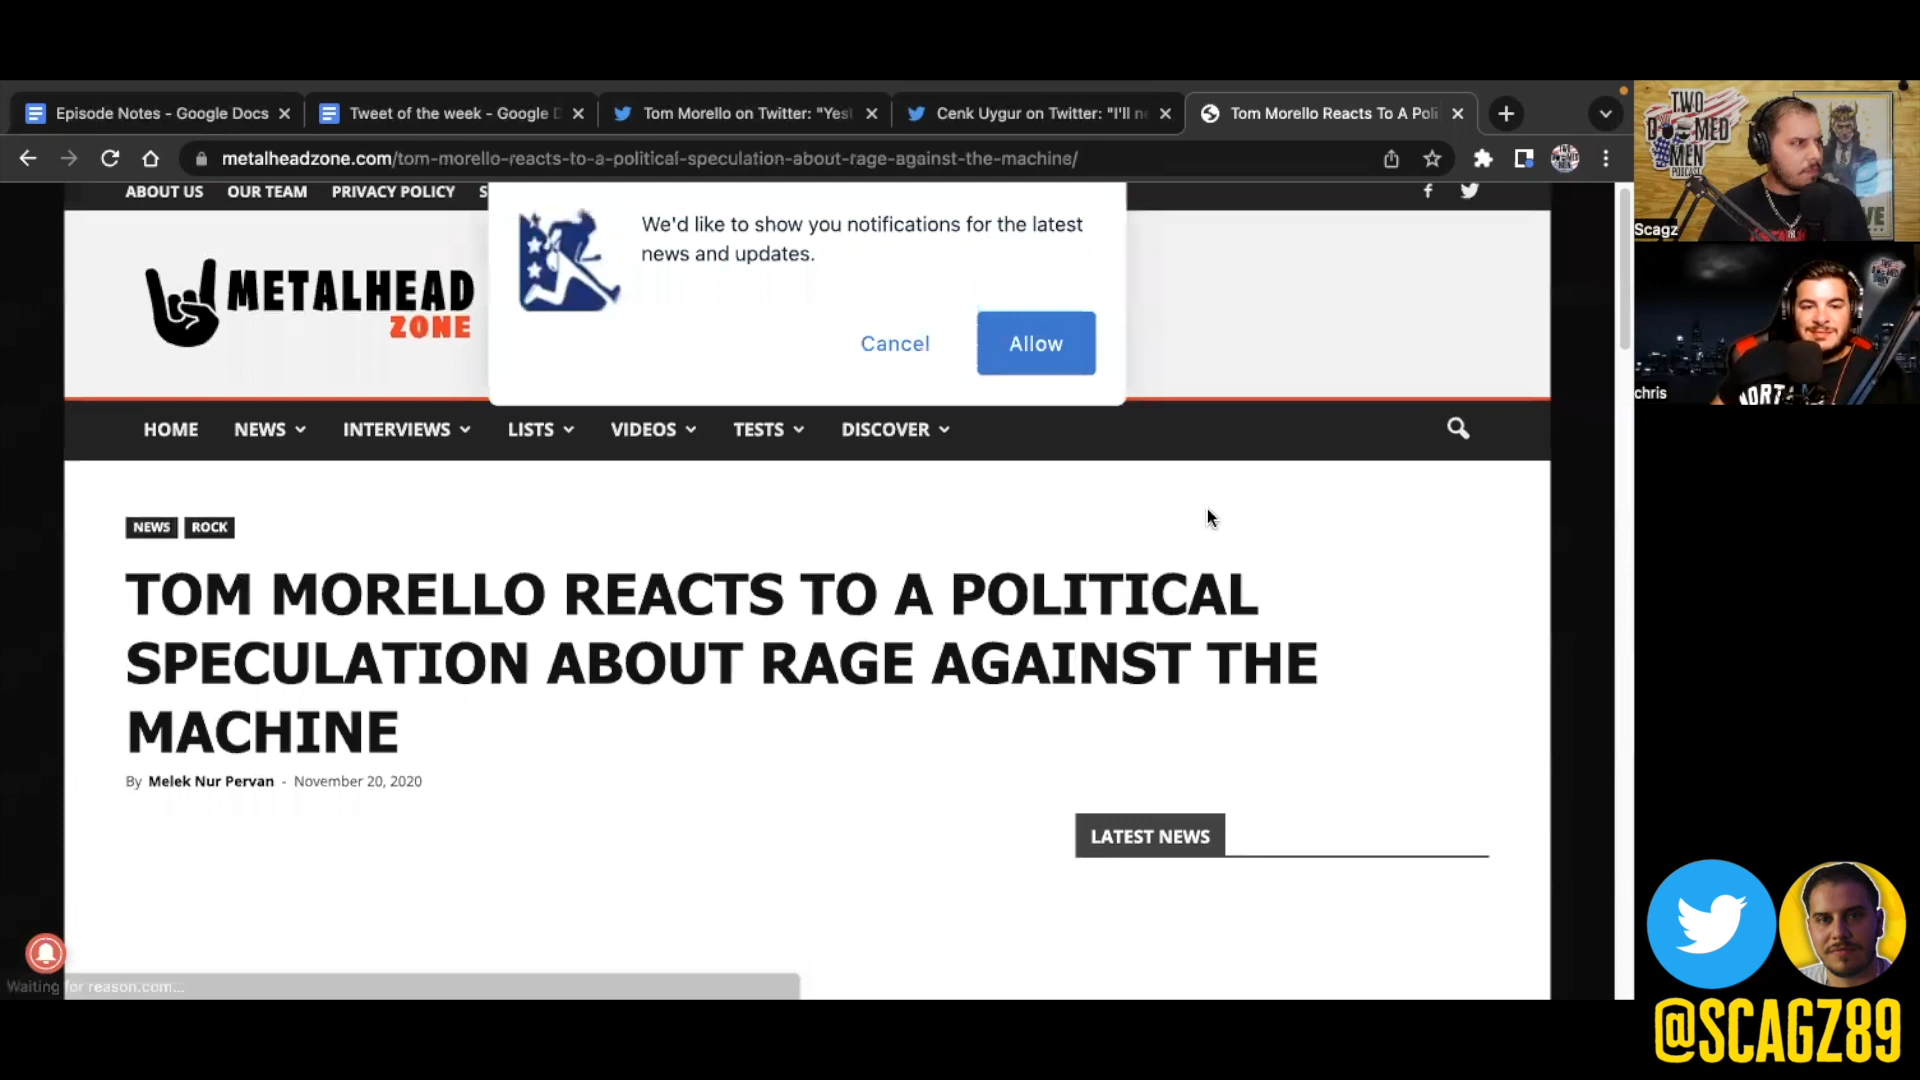 Episode Notes - Google Docs
Tweet of the week - Google D
Tom Morello on Twitter: "Yes
Cenk Uygur on Twitter: "I'll ne
Tom Morello Reacts To A Poli
metalheadzone.com/tom-morello-reacts-to-a-political-speculation-about-rage-against-the-machine/
ABOUT US OUR TEAM PRIVACY POLICY S
We'd like to show you notifications for the latest
news and updates.
Cancel Allow
METALHEAD
ZONE
HOME NEWS INTERVIEWS LISTS VIDEOS TESTS DISCOVER
NEWS ROCK
TOM MORELLO REACTS TO A POLITICAL
SPECULATION ABOUT RAGE AGAINST THE
MACHINE
By Melek Nur Pervan - November 20, 2020
LATEST NEWS
Waiting for reason.com...
TWO
DOOMED
MEN
PODCAST
Scagz
chris
@SCAGZ89